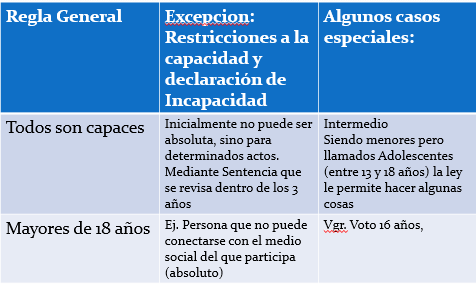 Regla General
Excepcion:
Restricciones a la
capacidad y
declaración de
Incapacidad
Algunos casos
especiales:
Todos son capaces
Inicialmente no puede ser
absoluta, sino para
determinados actos.
Mediante Sentencia que
se revisa dentro de los 3
años
Intermedio
Siendo menores pero
llamados Adolescentes
(entre 13 y 18 años) la ley
le permite hacer algunas
cosas
Mayores de 18 años
Ej. Persona que no puede
conectarse con el medio
social del que participa
(absoluto)
Vgr. Voto 16 años,